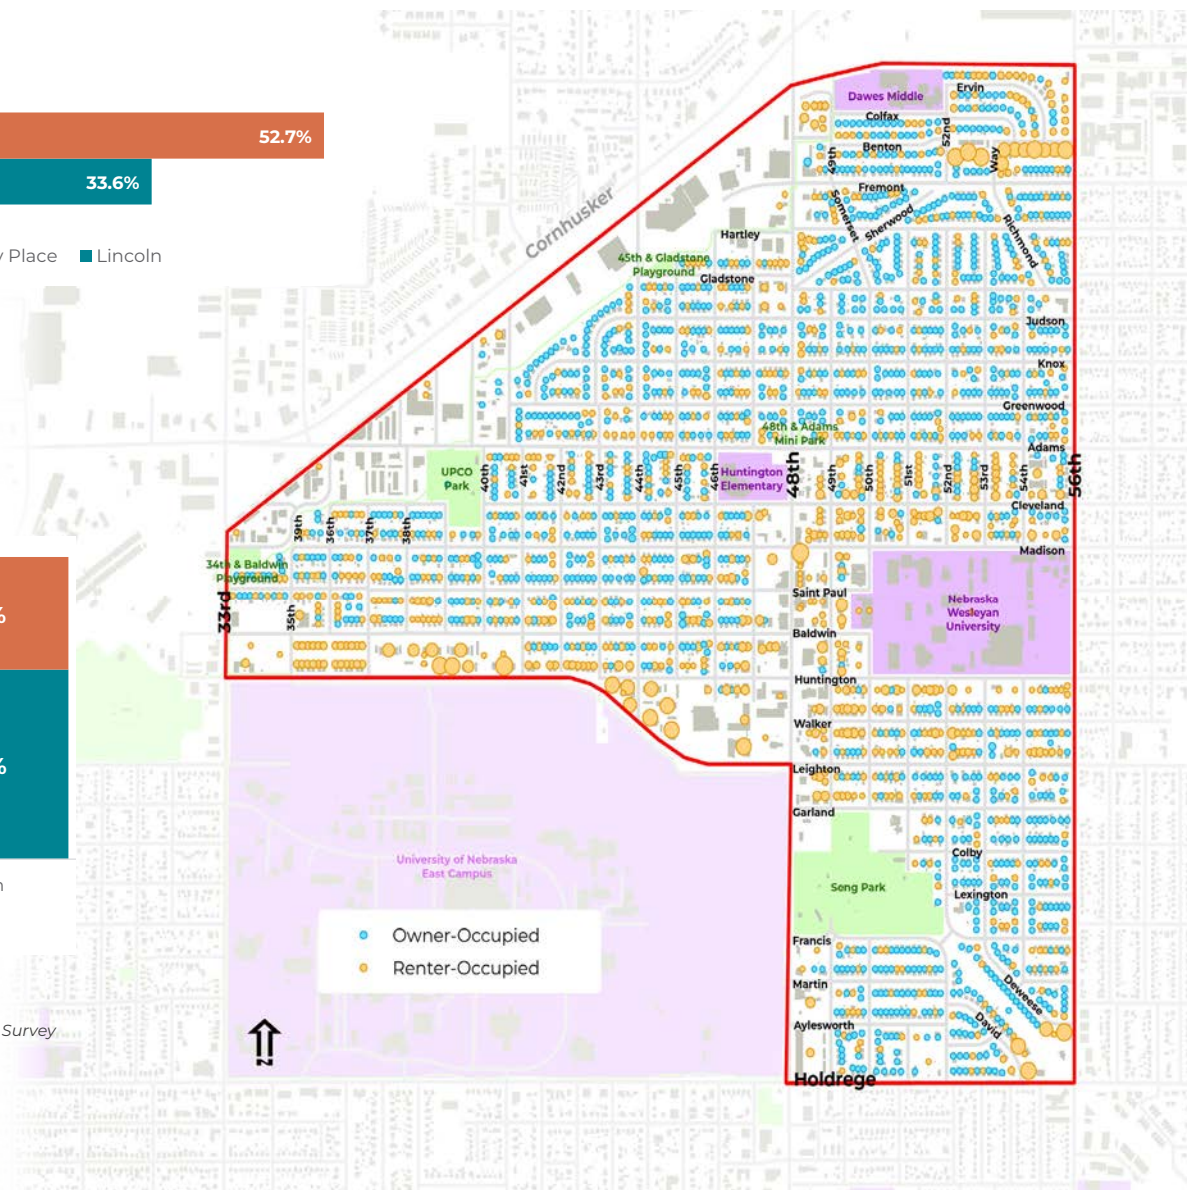 52.7%
33.6%
y Place
Lincoln
%
%
n
Survey
Cornhusker
Dawes Middle
Ervin
Colfax
52nd
Benton
49th
Way
Fremont
Somerset
Sherwood
Richmond
Hartley
45th & Gladstone
Playground
Gladstone
Judson
Knox
Greenwood
48th & Adams
Mini Park
Adams
UPCO
Park
40th
41st
42nd
43rd
44th
45th
46th
Huntington
Elementary
48th
49th
50th
51st
52nd
53rd
54th
56th
Cleveland
39th
36th
37th
38th
Madison
34th & Baldwin
Playground
33rd
35th
Saint Paul
Nebraska
Wesleyan
University
Baldwin
Huntington
Walker
Leighton
Garland
Colby
University of Nebraska
East Campus
Seng Park
Lexington
Owner-Occupied
Renter-Occupied
Francis
Martin
Deweese
David
Aylesworth
N
Holdrege